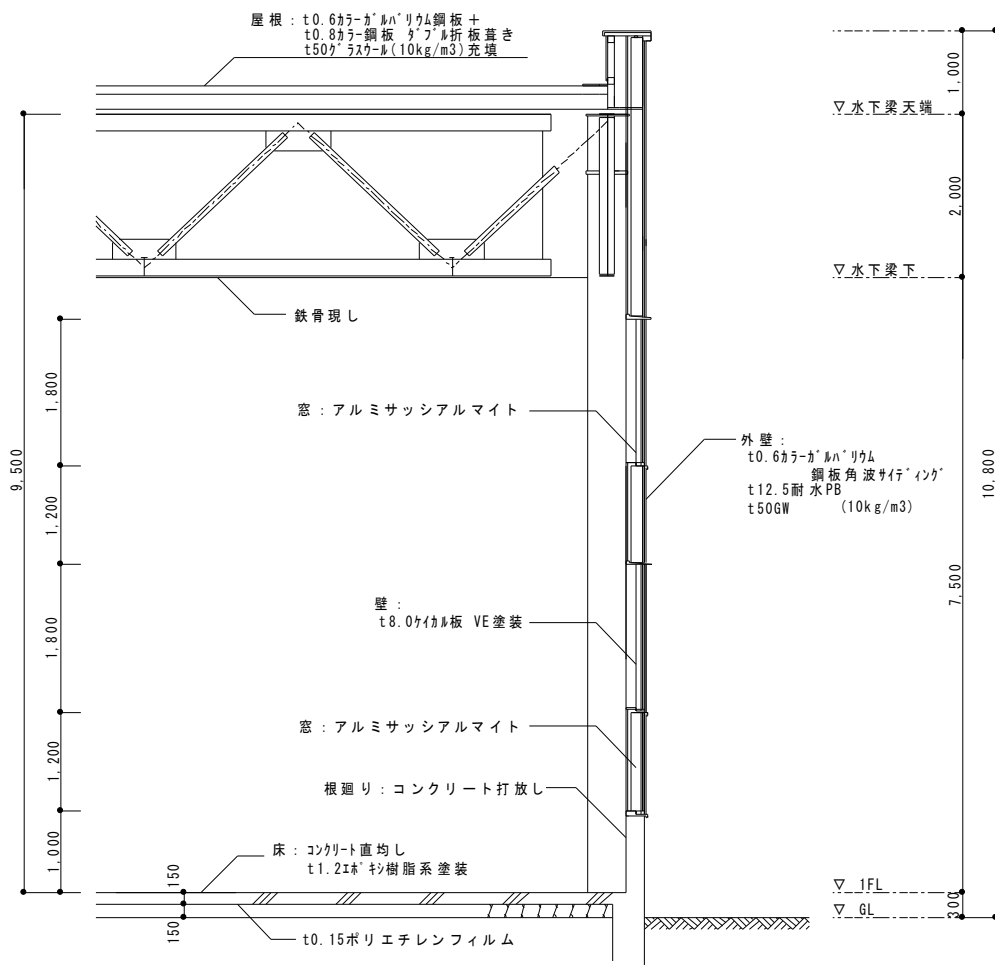 屋根：t0.6ｶﾗｰｶﾞﾙﾊﾞﾘｳﾑ鋼板＋
t0.8ｶﾗｰ鋼板 ﾀﾞﾌﾞﾙ折板葺き
t50ｸﾞﾗｽｳｰﾙ(10kg/m3)充填
1,000
▽水下梁天端
2,000
▽水下梁下
鉄骨現し
1,800
窓：アルミサッシアルマイト
外壁：
t0.6ｶﾗｰｶﾞﾙﾊﾞﾘｳﾑ
鋼板角波ｻｲﾃﾞｨﾝｸﾞ
t12.5耐水PB
t50GW (10kg/m3)
9,500
10,800
1,200
7,500
壁：
t8.0ｹｲｶﾙ板 VE塗装
1,800
窓：アルミサッシアルマイト
1,200
根廻り：コンクリート打放し
1,000
床：ｺﾝｸﾘｰﾄ直均し
t1.2ｴﾎﾟｷｼ樹脂系塗装
150
▽ 1FL
300
▽ GL
150
t0.15ポリエチレンフィルム